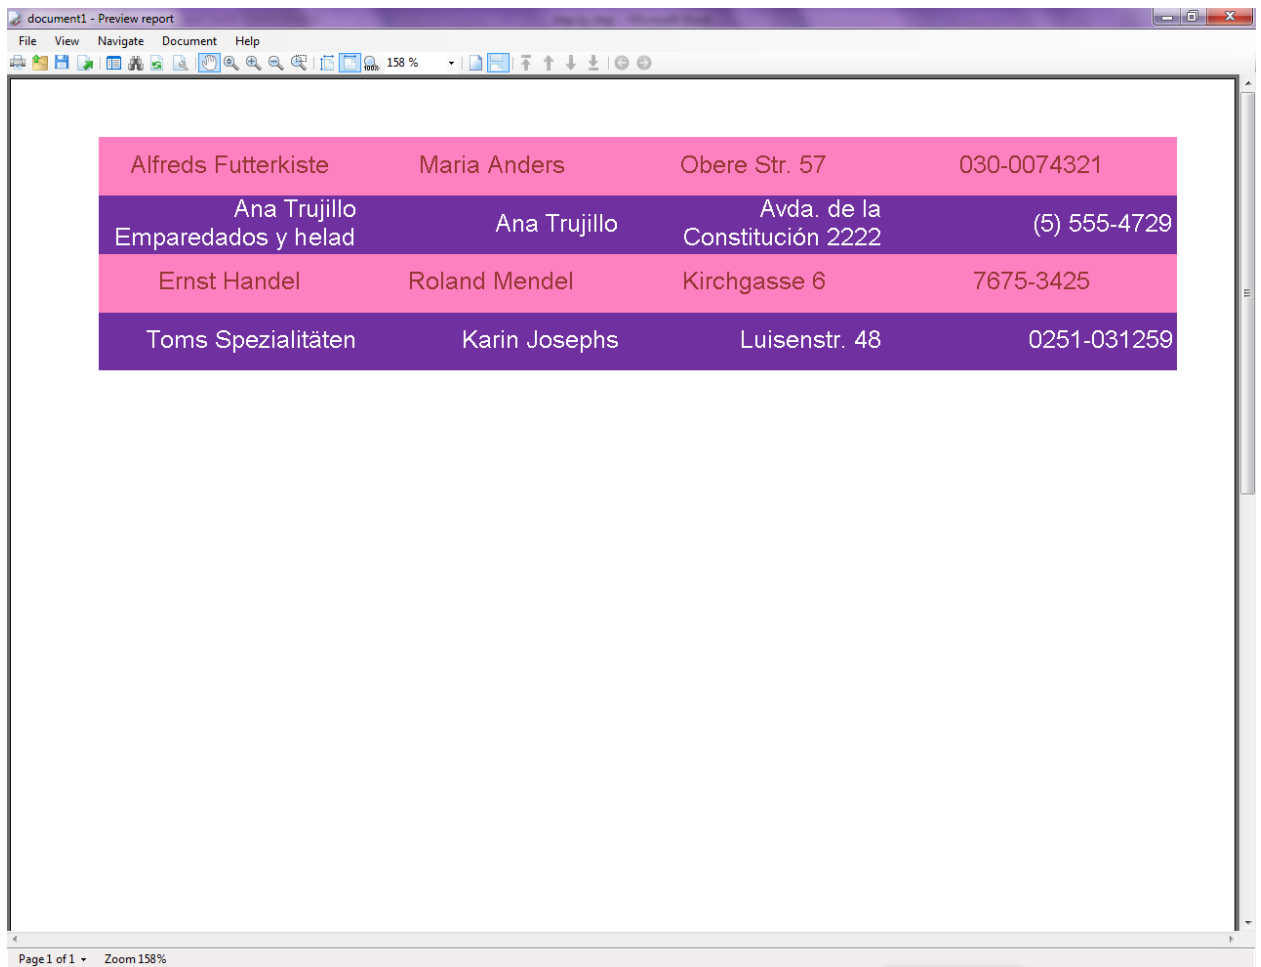 document1 - Preview report
File View Navigate Document Help
100% 158 %
Alfreds Futterkiste Maria Anders Obere Str. 57 030-0074321
Ana Trujillo Emparedados y helad Ana Trujillo Avda. de la Constitución 2222 (5) 555-4729
Ernst Handel Roland Mendel Kirchgasse 6 7675-3425
Toms Spezialitäten Karin Josephs Luisenstr. 48 0251-031259
Page 1 of 1 Zoom 158%